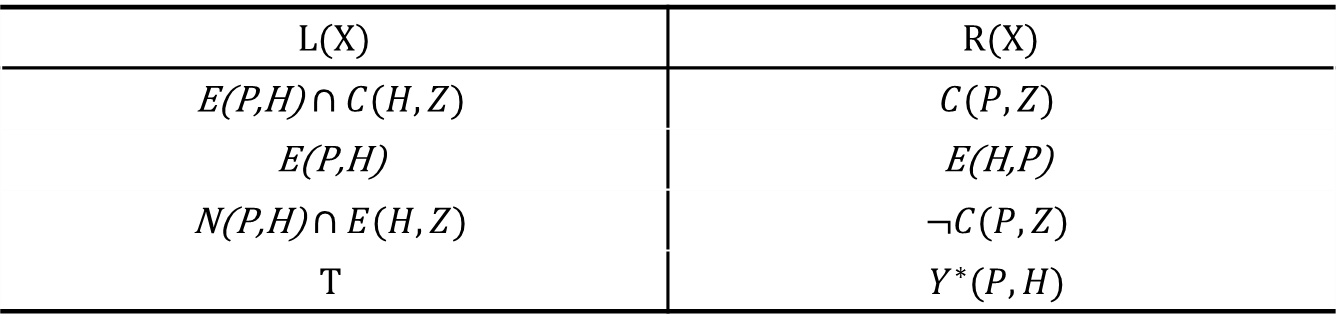 L(X) R(X)
E(P,H)∩ C(H,Z) C(P,Z)
E(P,H) E(H,P)
N(P,H)∩ E(H,Z) ¬C(P,Z)
T Y*(P,H)